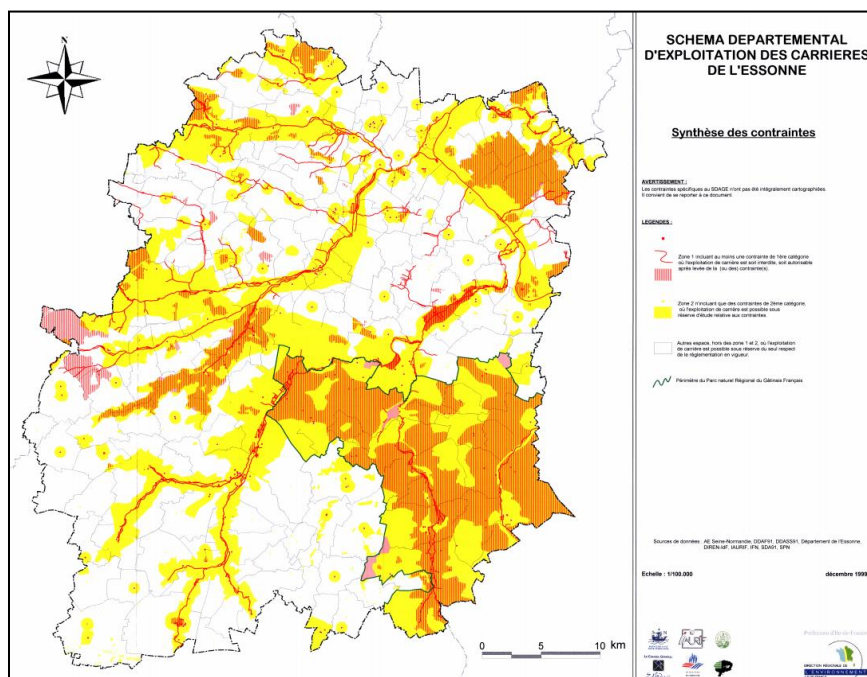 N
SCHEMA DEPARTEMENTAL
D'EXPLOITATION DES CARRIERES
DE L'ESSONNE
Synthèse des contraintes
AVERTISSEMENT :
Les contraintes spécifiques au SDAGE n'ont pas été intégralement cartographiées.
Il convient de se reporter à ce document.
LEGENDES :
Zone 1 incluant au moins une contrainte de 1ère catégorie
où l'exploitation de carrière est soit interdite, soit autorisable
après levée de la (ou des) contrainte(s).
Zone 2 n'incluant que des contraintes de 2ème catégorie,
où l'exploitation de carrière est possible sous
réserve d'étude relative aux contraintes.
Autres espace, hors des zone 1 et 2, où l'exploitation
de carrière est possible sous réserve du seul respect
de la réglementation en vigueur.
Périmètre du Parc naturel Régional du Gâtinais Français
Sources de données : AE Seine-Normandie, DDAF91, DDASS91, Département de l'Essonne,
DIREN-IdF, IAURIF, IFN, SDA91, BPN
Echelle : 1/100.000
décembre 1999
0 5 10 km
IAURIF
DIRECTION REGIONALE DE
L'ENVIRONNEMENT